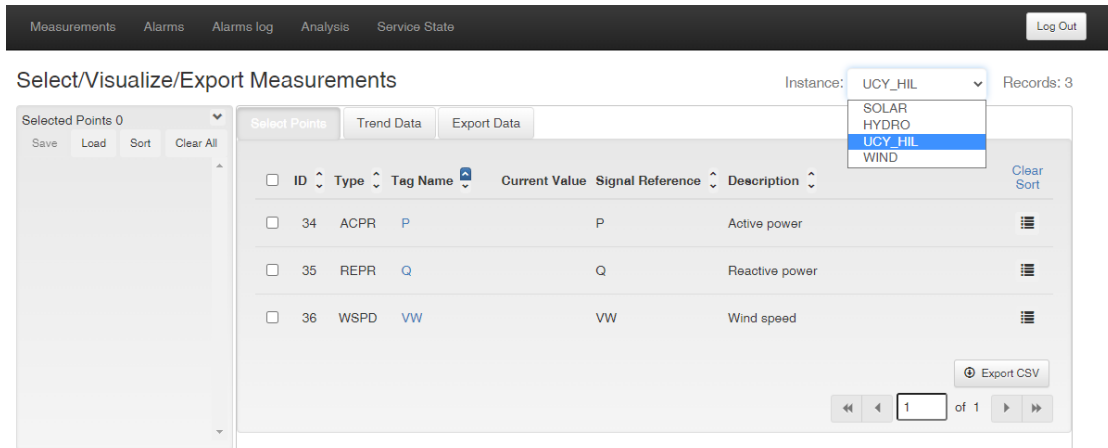 Measurements Alarms Alarms log Analysis Service State Log Out
Select/Visualize/Export Measurements Instance: UCY_HIL Records: 3
SOLAR
HYDRO
UCY_HIL
WIND
Selected Points 0
Save Load Sort Clear All
Select Points Trend Data Export Data
ID Type Tag Name Current Value Signal Reference Description Clear Sort
34 ACPR P P Active power
35 REPR Q Q Reactive power
36 WSPD VW VW Wind speed
Export CSV
1 of 1